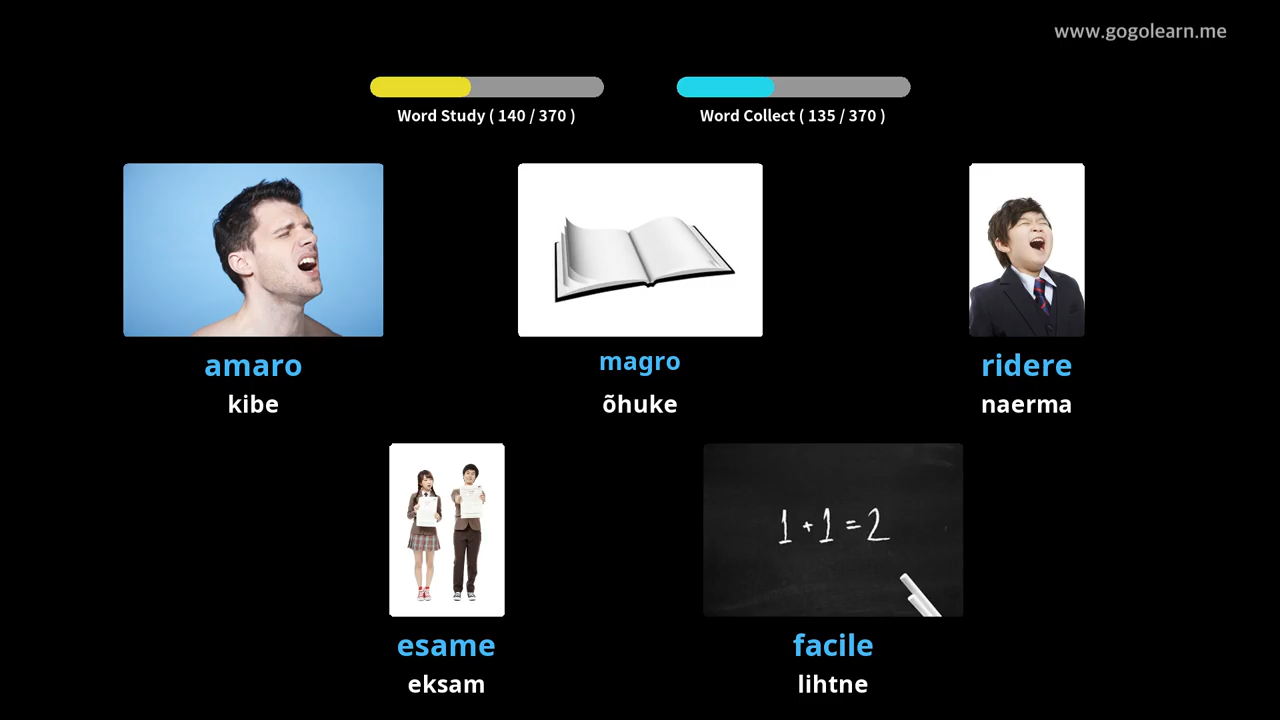 www.gogolearn.me
Word Study ( 140 / 370 )
Word Collect ( 135 / 370 )
amaro
kibe
magro
õhuke
ridere
naerma
1 + 1 = 2
esame
eksam
facile
lihtne